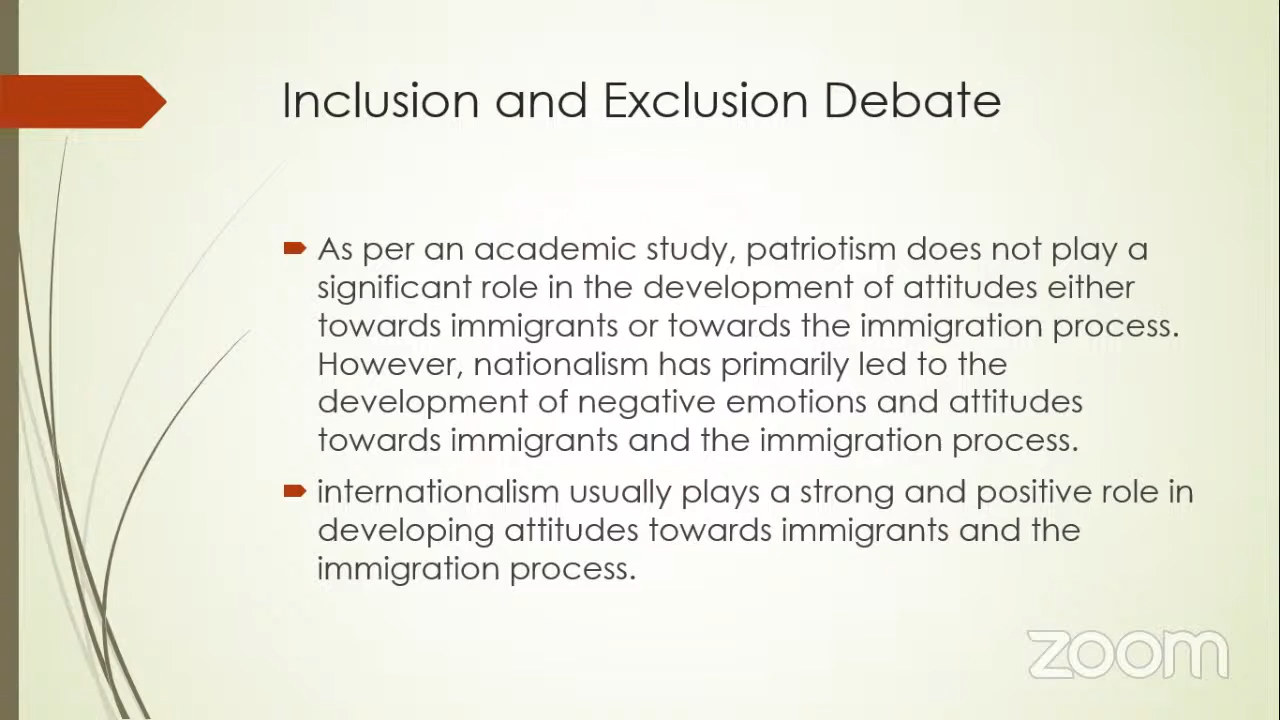 Inclusion and Exclusion Debate
As per an academic study, patriotism does not play a
significant role in the development of attitudes either
towards immigrants or towards the immigration process.
However, nationalism has primarily led to the
development of negative emotions and attitudes
towards immigrants and the immigration process.
internationalism usually plays a strong and positive role in
developing attitudes towards immigrants and the
immigration process.
zoom